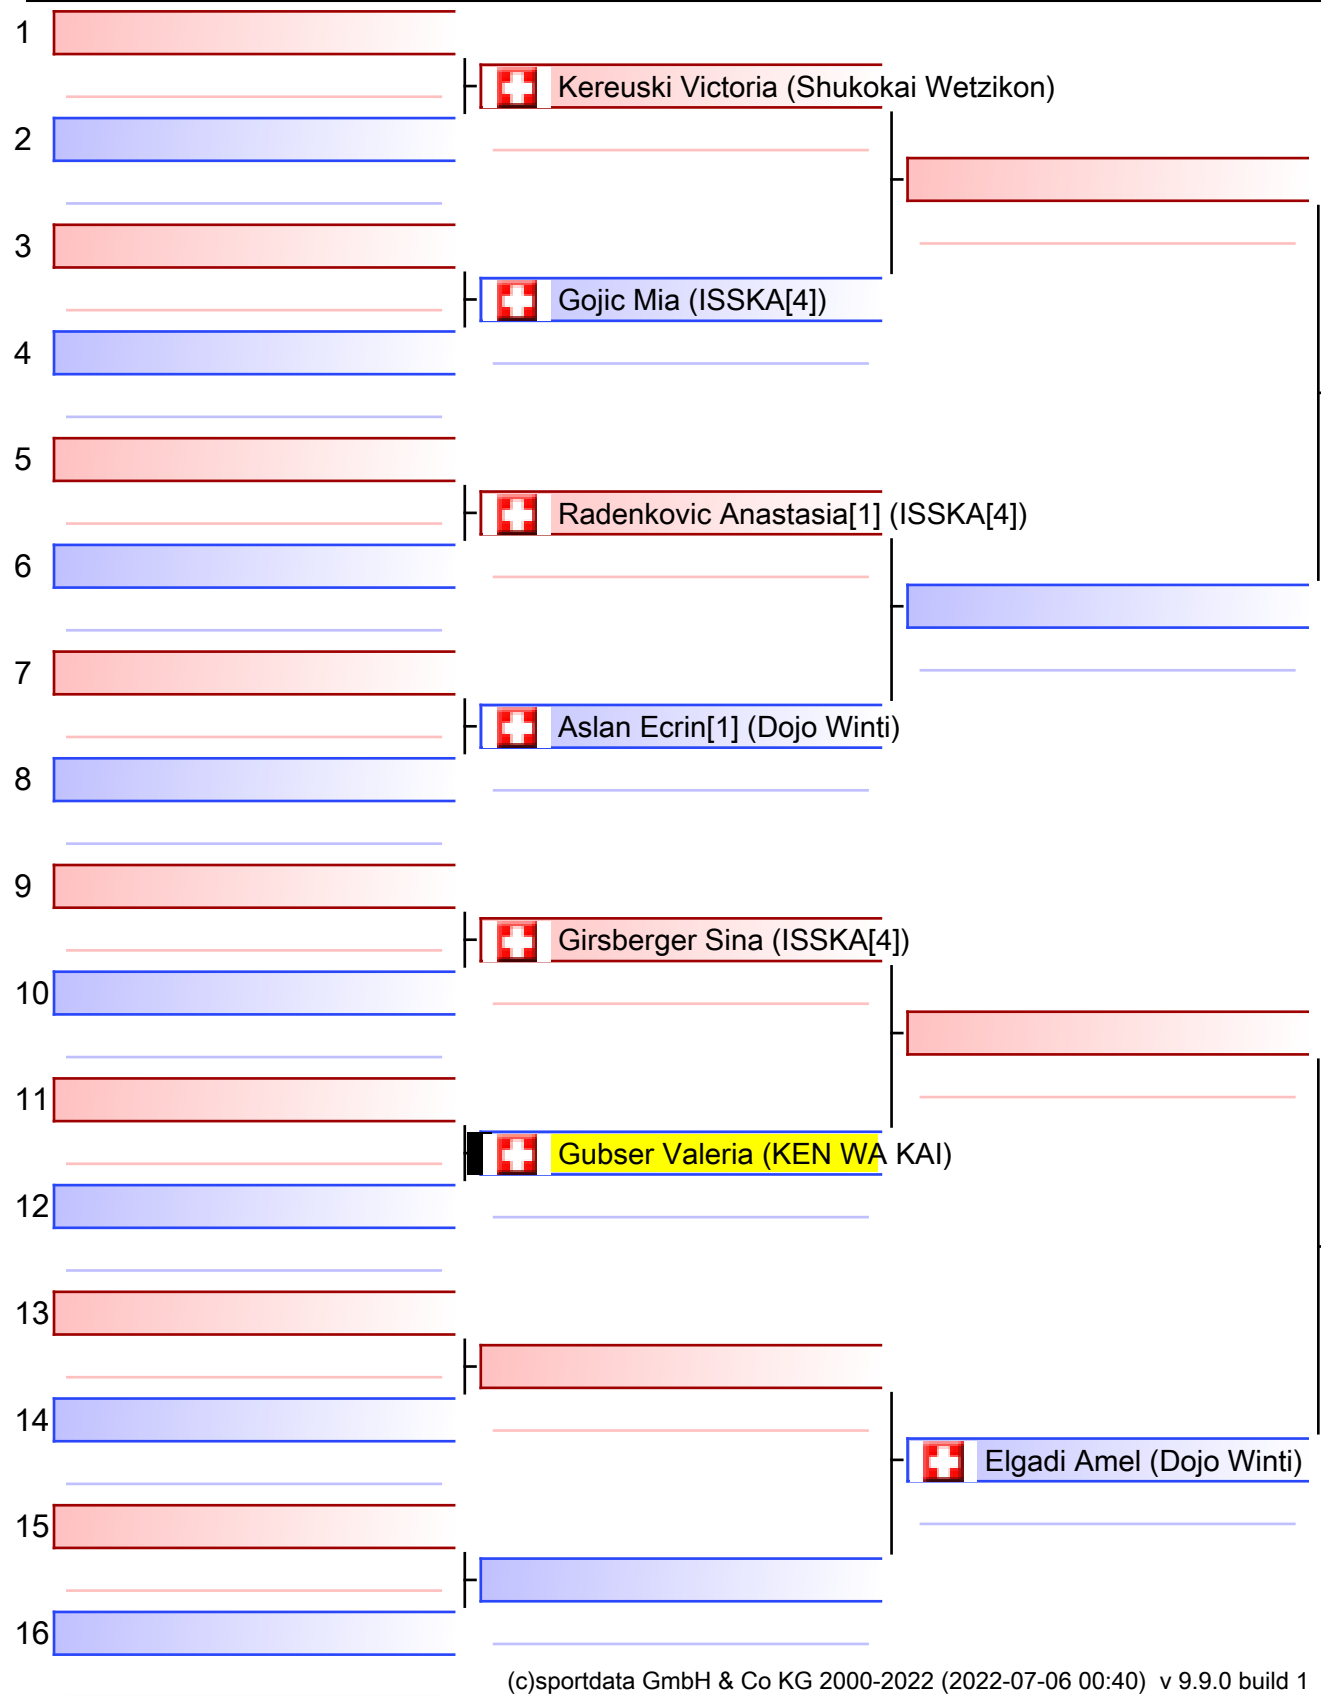 1
Kereuski Victoria (Shukokai Wetzikon)
2
3
Gojic Mia (ISSKA[4])
4
5
Radenkovic Anastasia[1] (ISSKA[4])
6
7
Aslan Ecrin[1] (Dojo Winti)
8
9
Girsberger Sina (ISSKA[4])
10
11
Gubser Valeria (KEN WA KAI)
12
13
14
Elgadi Amel (Dojo Winti)
15
16
(c)sportdata GmbH & Co KG 2000-2022 (2022-07-06 00:40) v 9.9.0 build 1